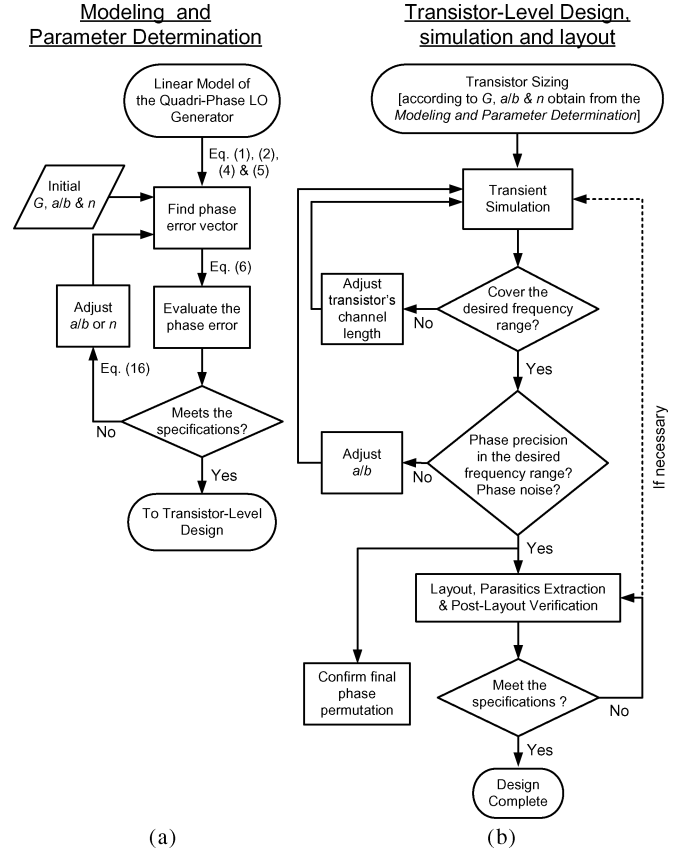 Modeling and
Parameter Determination
Linear Model of
the Quadri-Phase LO
Generator
Eq. (1), (2),
(4) & (5)
Initial
G, a/b & n
Find phase
error vector
Eq. (6)
Adjust
a/b or n
Evaluate the
phase error
Eq. (16)
Meets the
specifications?
No
Yes
To Transistor-Level
Design
(a)
Transistor-Level Design,
simulation and layout
Transistor Sizing
[according to G, a/b & n obtain from the
Modeling and Parameter Determination]
Transient
Simulation
Adjust
transistor's
channel
length
No
Cover the
desired frequency
range?
Yes
Adjust
a/b
No
Phase precision
in the desired
frequency range?
Phase noise?
If necessary
Yes
Layout, Parasitics Extraction
& Post-Layout Verification
Confirm final
phase
permutation
Meet the
specifications ?
No
Yes
Design
Complete
(b)